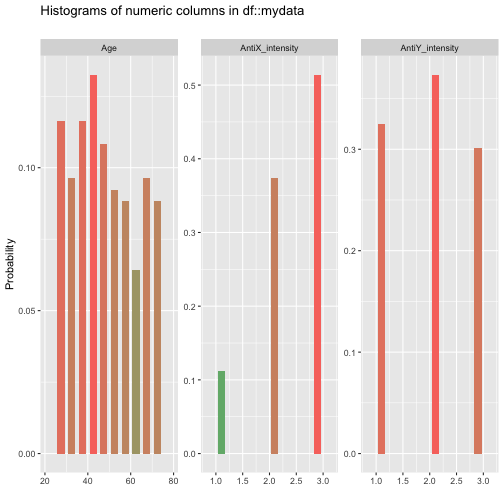 Histograms of numeric columns in df::mydata
Age
AntiX_intensity
AntiY_intensity
Probability
0.10
0.05
0.00
20 40 60 80
0.5
0.4
0.3
0.2
0.1
0.0
1.0 1.5 2.0 2.5 3.0
0.3
0.2
0.1
0.0
1.0 1.5 2.0 2.5 3.0